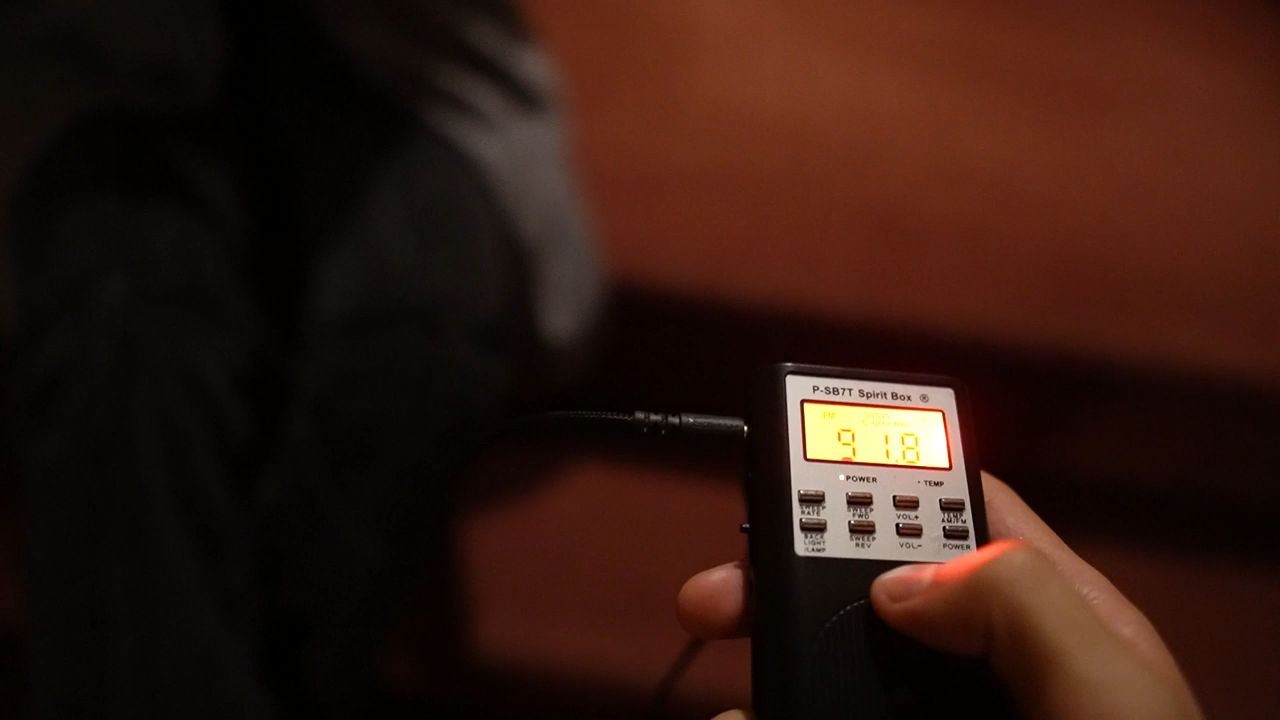 P-SB7T Spirit Box ®
FM
91.8
POWER
TEMP
SWEEP RATE
SWEEP FWD
VOL+
TEMP AM/FM
BACK LIGHT /LAMP
SWEEP REV
VOL-
POWER